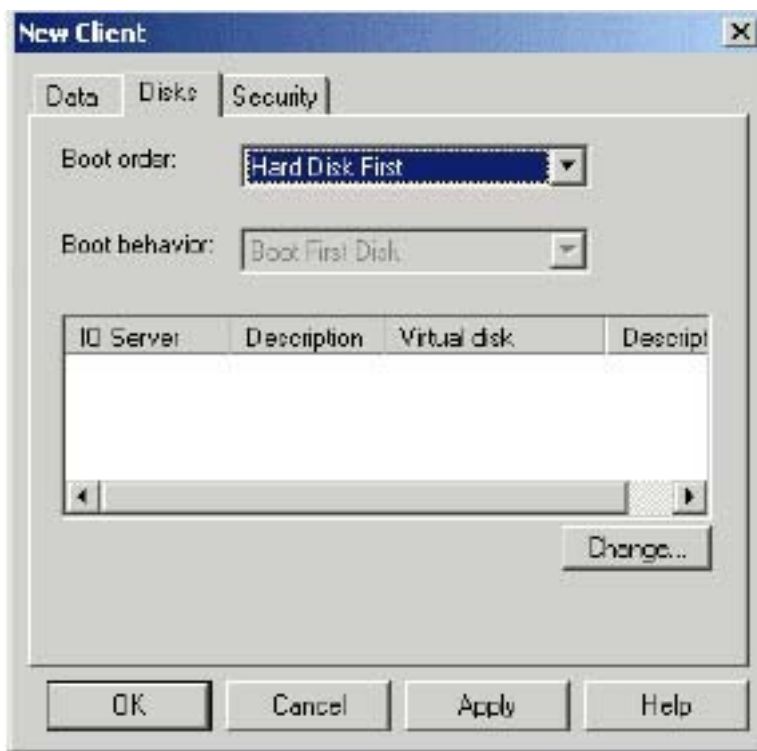 New Client
Data Disks Security
Boot order: Hard Disk First
Boot behavior: Boot First Disk
IO Server Description Virtual disk Descript
Change...
OK Cancel Apply Help